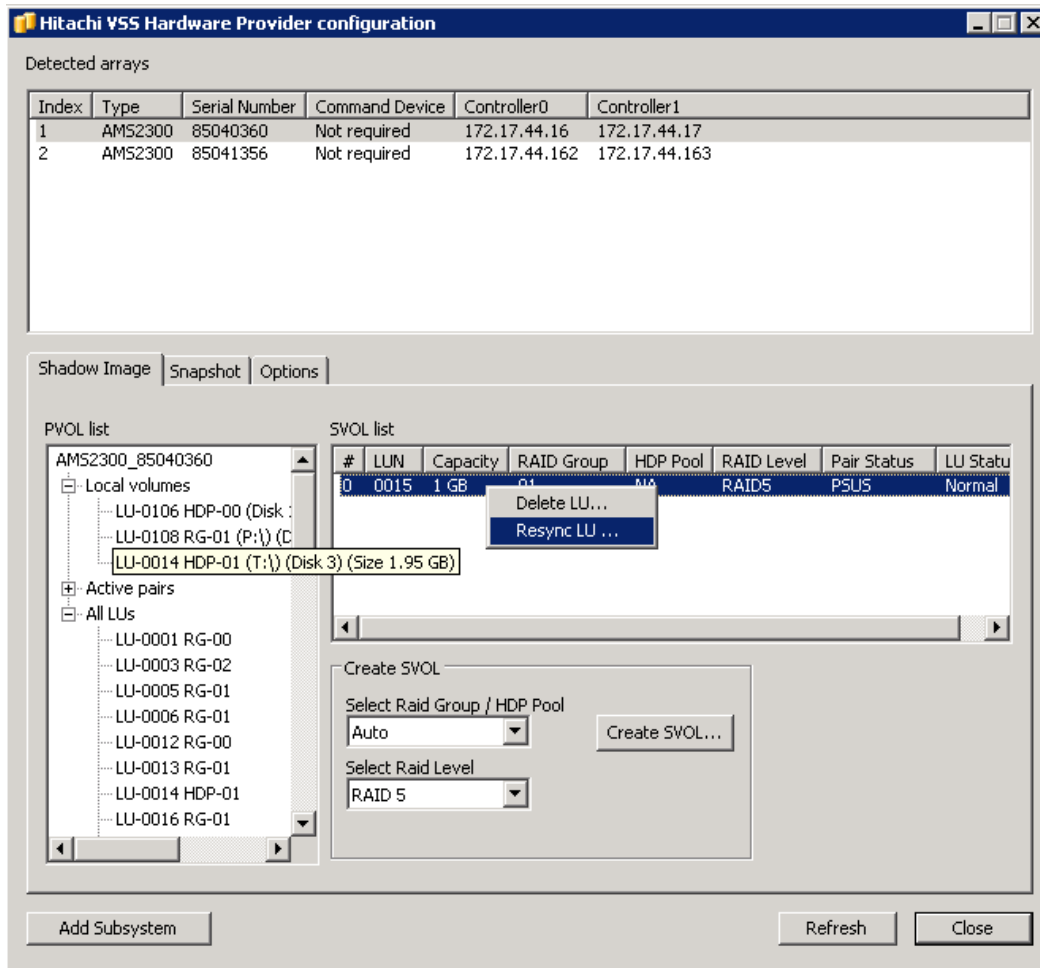 Hitachi VSS Hardware Provider configuration
Detected arrays
Index Type Serial Number Command Device Controller0 Controller1
1 AMS2300 85040360 Not required 172.17.44.16 172.17.44.17
2 AMS2300 85041356 Not required 172.17.44.162 172.17.44.163
Shadow Image Snapshot Options
PVOL list
AMS2300_85040360
Local volumes
LU-0106 HDP-00 (Disk
LU-0108 RG-01 (P:\) (D
LU-0014 HDP-01 (T:\) (Disk 3) (Size 1.95 GB)
Active pairs
All LUs
LU-0001 RG-00
LU-0003 RG-02
LU-0005 RG-01
LU-0006 RG-01
LU-0012 RG-00
LU-0013 RG-01
LU-0014 HDP-01
LU-0016 RG-01
SVOL list
# LUN Capacity RAID Group HDP Pool RAID Level Pair Status LU Statu
0 0015 1 GB 01 NA RAID5 PSUS Normal
Delete LU...
Resync LU ...
Create SVOL
Select Raid Group / HDP Pool
Auto
Create SVOL...
Select Raid Level
RAID 5
Add Subsystem Refresh Close